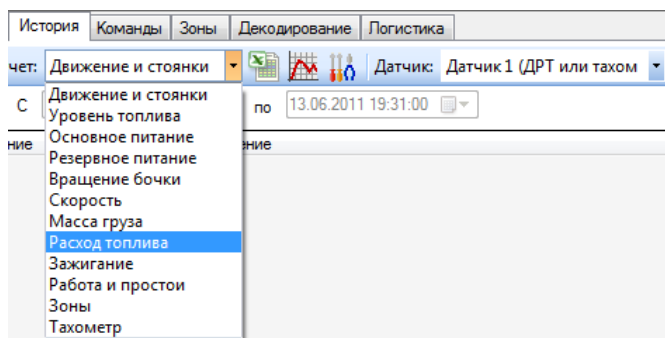 История Команды Зоны Декодирование Логистика
чет: Движение и стоянки Датчик: Датчик 1 (ДРТ или тахом
С по 13.06.2011 19:31:00
Движение и стоянки
Уровень топлива
Основное питание
Резервное питание
Вращение бочки
Скорость
Масса груза
Расход топлива
Зажигание
Работа и простои
Зоны
Тахометр
ние ение